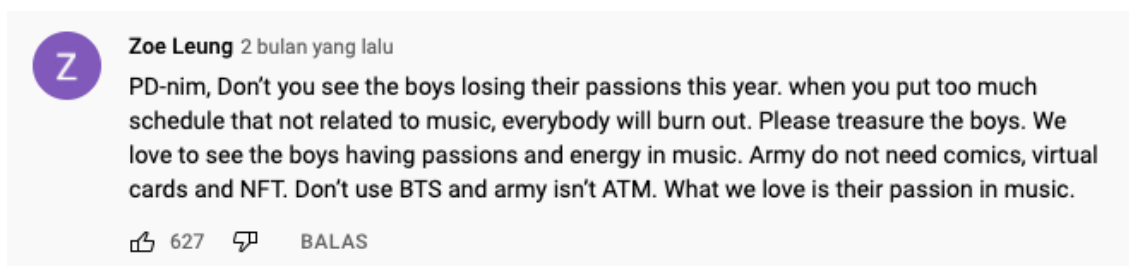 Z
Zoe Leung 2 bulan yang lalu
PD-nim, Don’t you see the boys losing their passions this year. when you put too much
schedule that not related to music, everybody will burn out. Please treasure the boys. We
love to see the boys having passions and energy in music. Army do not need comics, virtual
cards and NFT. Don’t use BTS and army isn’t ATM. What we love is their passion in music.
627 BALAS